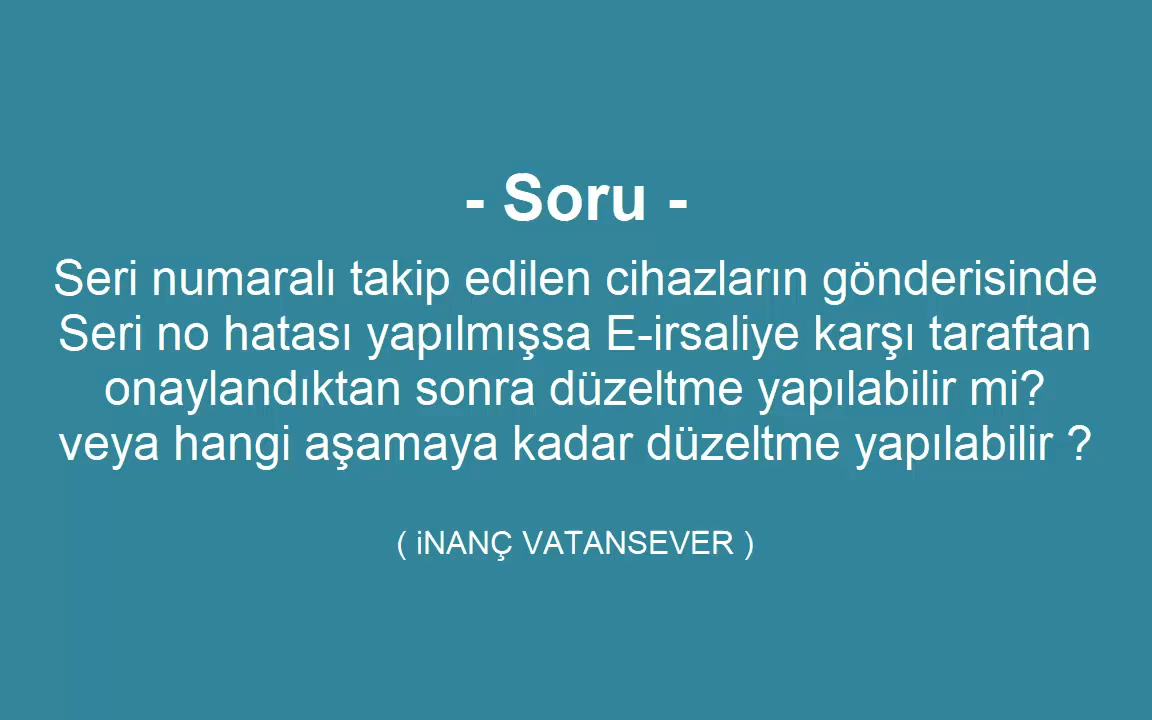 - Soru -
Seri numaralı takip edilen cihazların gönderisinde
Seri no hatası yapılmışsa E-irsaliye karşı taraftan
onaylandıktan sonra düzeltme yapılabilir mi?
veya hangi aşamaya kadar düzeltme yapılabilir ?
( iNANÇ VATANSEVER )